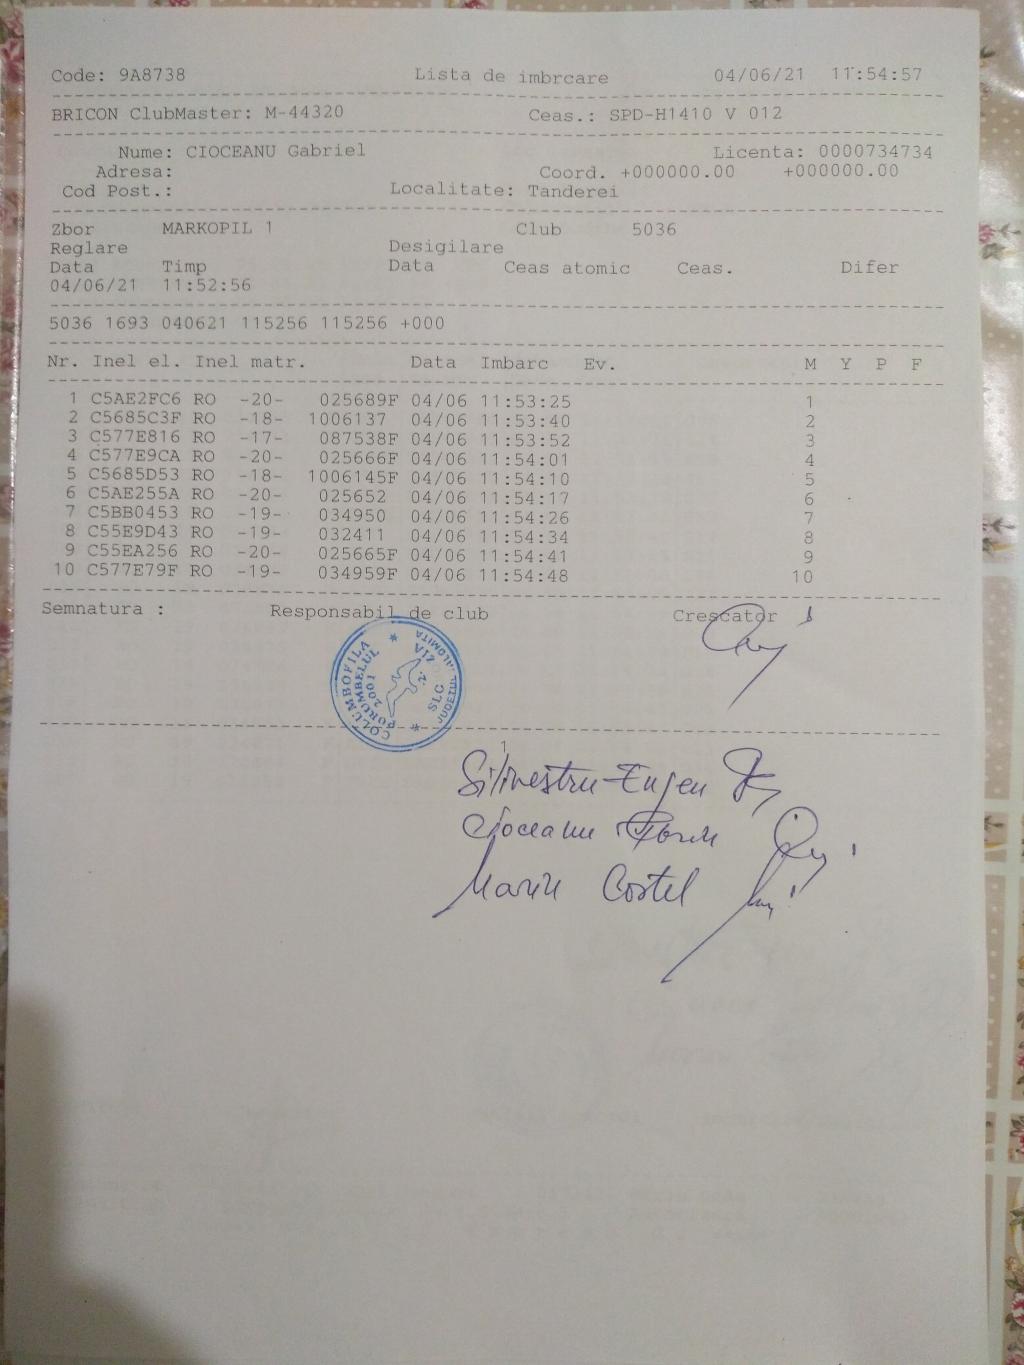 Code: 9A8738 Lista de imbrcare 04/06/21 11:54:57
BRICON ClubMaster: M-44320 Ceas.: SPD-H1410 V 012
Nume: CIOCEANU Gabriel Licenta: 0000734734
Adresa: Coord. +000000.00 +000000.00
Cod Post.: Localitate: Tanderei
Zbor MARKOPIL 1 Club 5036
Reglare Desigilare
Data Timp Data Ceas atomic Ceas. Difer
04/06/21 11:52:56
5036 1693 040621 115256 115256 +000
Nr. Inel el. Inel matr. Data Imbarc Ev. M Y P F
1 C5AE2FC6 RO -20- 025689F 04/06 11:53:25 1
2 C5685C3F RO -18- 1006137 04/06 11:53:40 2
3 C577E816 RO -17- 087538F 04/06 11:53:52 3
4 C577E9CA RO -20- 025666F 04/06 11:54:01 4
5 C5685D53 RO -18- 1006145F 04/06 11:54:10 5
6 C5AE255A RO -20- 025652 04/06 11:54:17 6
7 C5BB0453 RO -19- 034950 04/06 11:54:26 7
8 C55E9D43 RO -19- 032411 04/06 11:54:34 8
9 C55EA256 RO -20- 025665F 04/06 11:54:41 9
10 C577E79F RO -19- 034959F 04/06 11:54:48 10
Semnatura : Responsabil de club Crescator
COLUMBOFILA
PORUMBELUL
2001
SLC
JUDETUL IALOMITA
Silivestru-Eugen
Cioceanu
Marin Costel